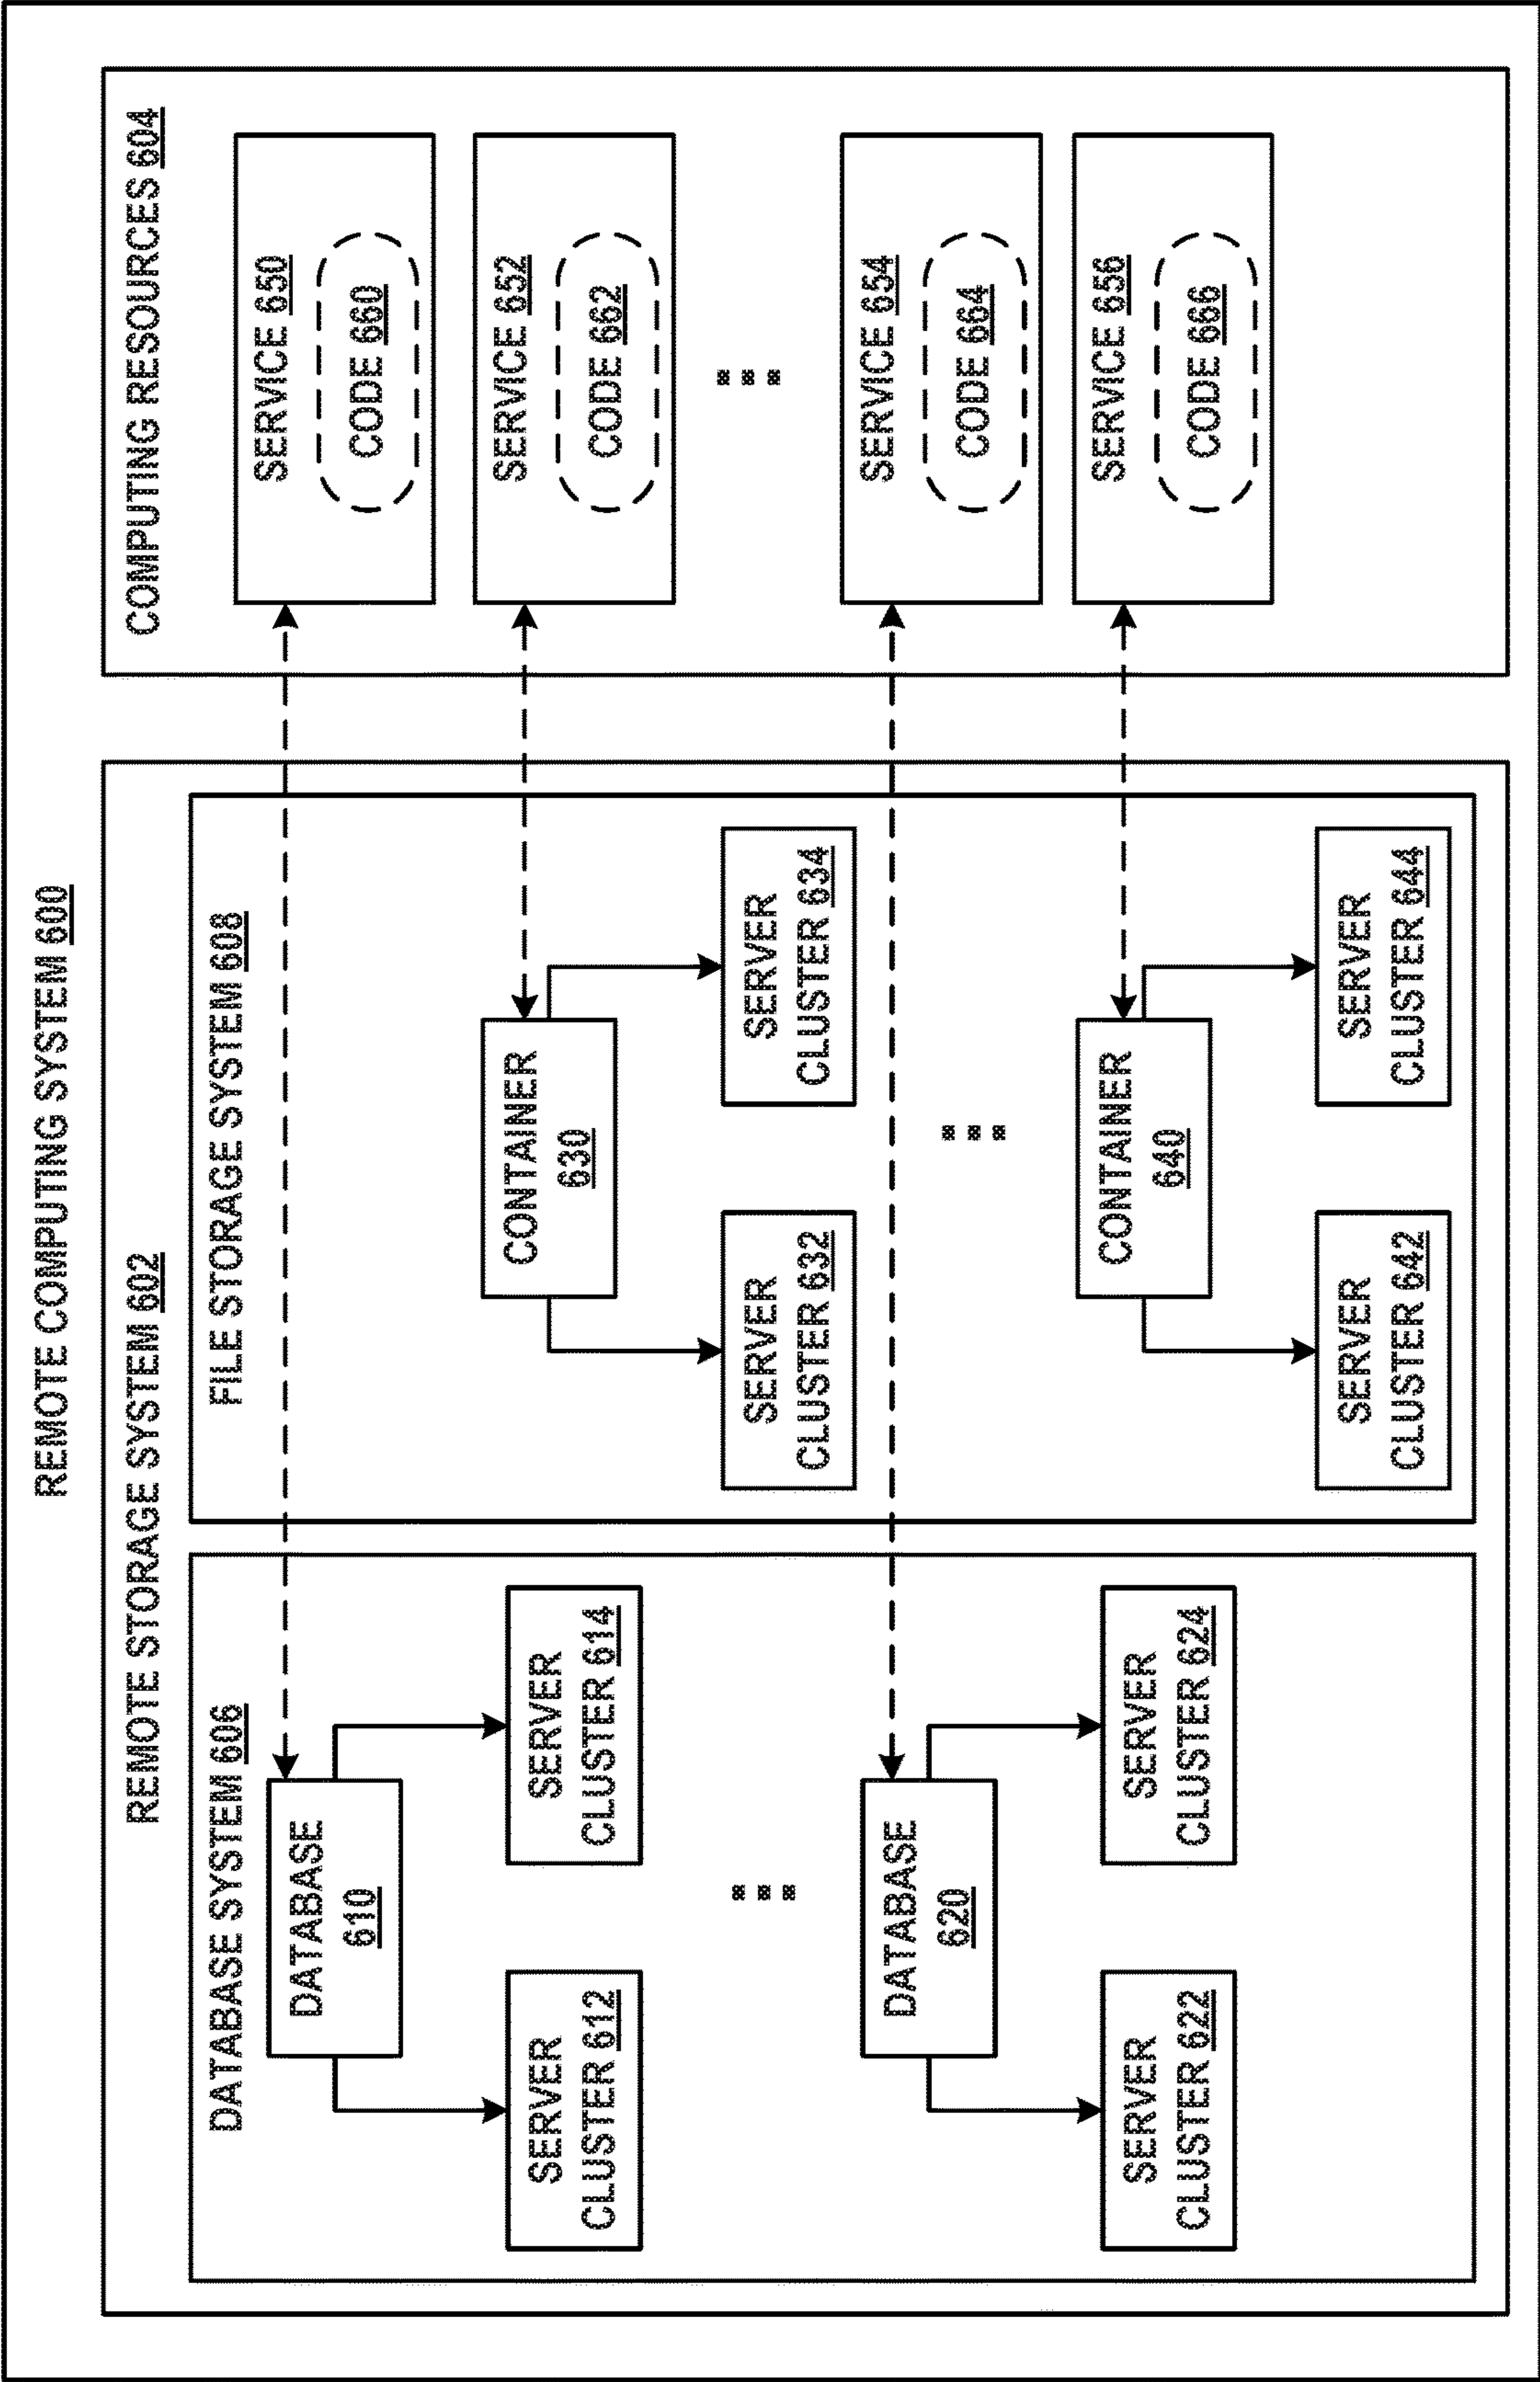 REMOTE COMPUTING SYSTEM 600
REMOTE STORAGE SYSTEM 602
DATABASE SYSTEM 606
DATABASE
610
SERVER
CLUSTER 612
SERVER
CLUSTER 614
DATABASE
620
SERVER
CLUSTER 622
SERVER
CLUSTER 624
FILE STORAGE SYSTEM 608
CONTAINER
630
SERVER
CLUSTER 632
SERVER
CLUSTER 634
CONTAINER
640
SERVER
CLUSTER 642
SERVER
CLUSTER 644
COMPUTING RESOURCES 604
SERVICE 650
CODE 660
SERVICE 652
CODE 662
SERVICE 654
CODE 664
SERVICE 656
CODE 666